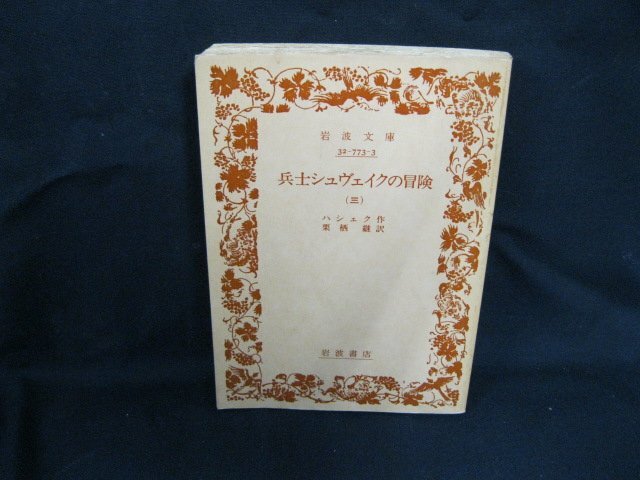 岩波文庫
32-773-3
兵士シュヴェイクの冒険
(三)
ハシェク作
栗栖継訳
岩波書店